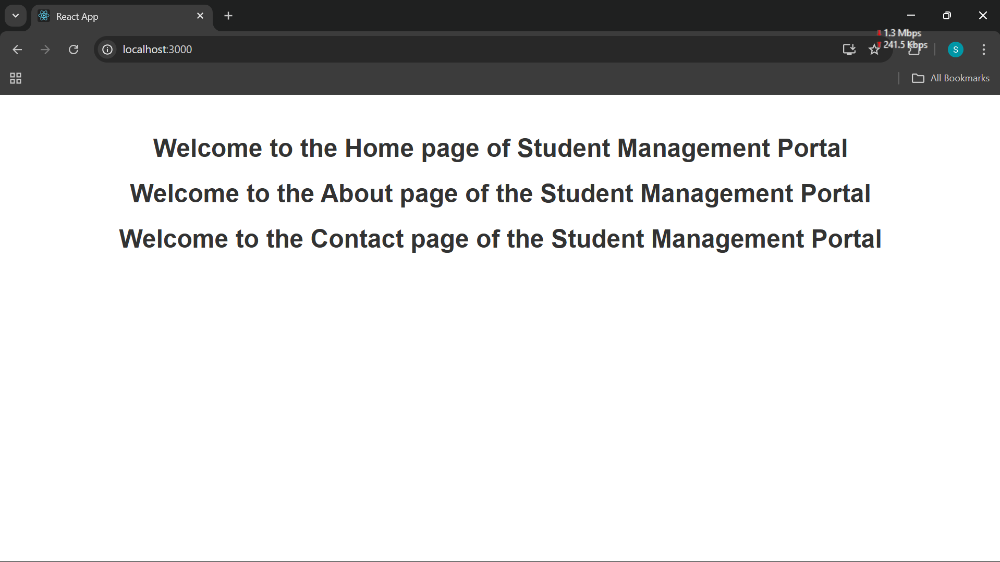 React App
1.3 Mbps
241.5 Kbps
localhost:3000
S
All Bookmarks
Welcome to the Home page of Student Management Portal
Welcome to the About page of the Student Management Portal
Welcome to the Contact page of the Student Management Portal